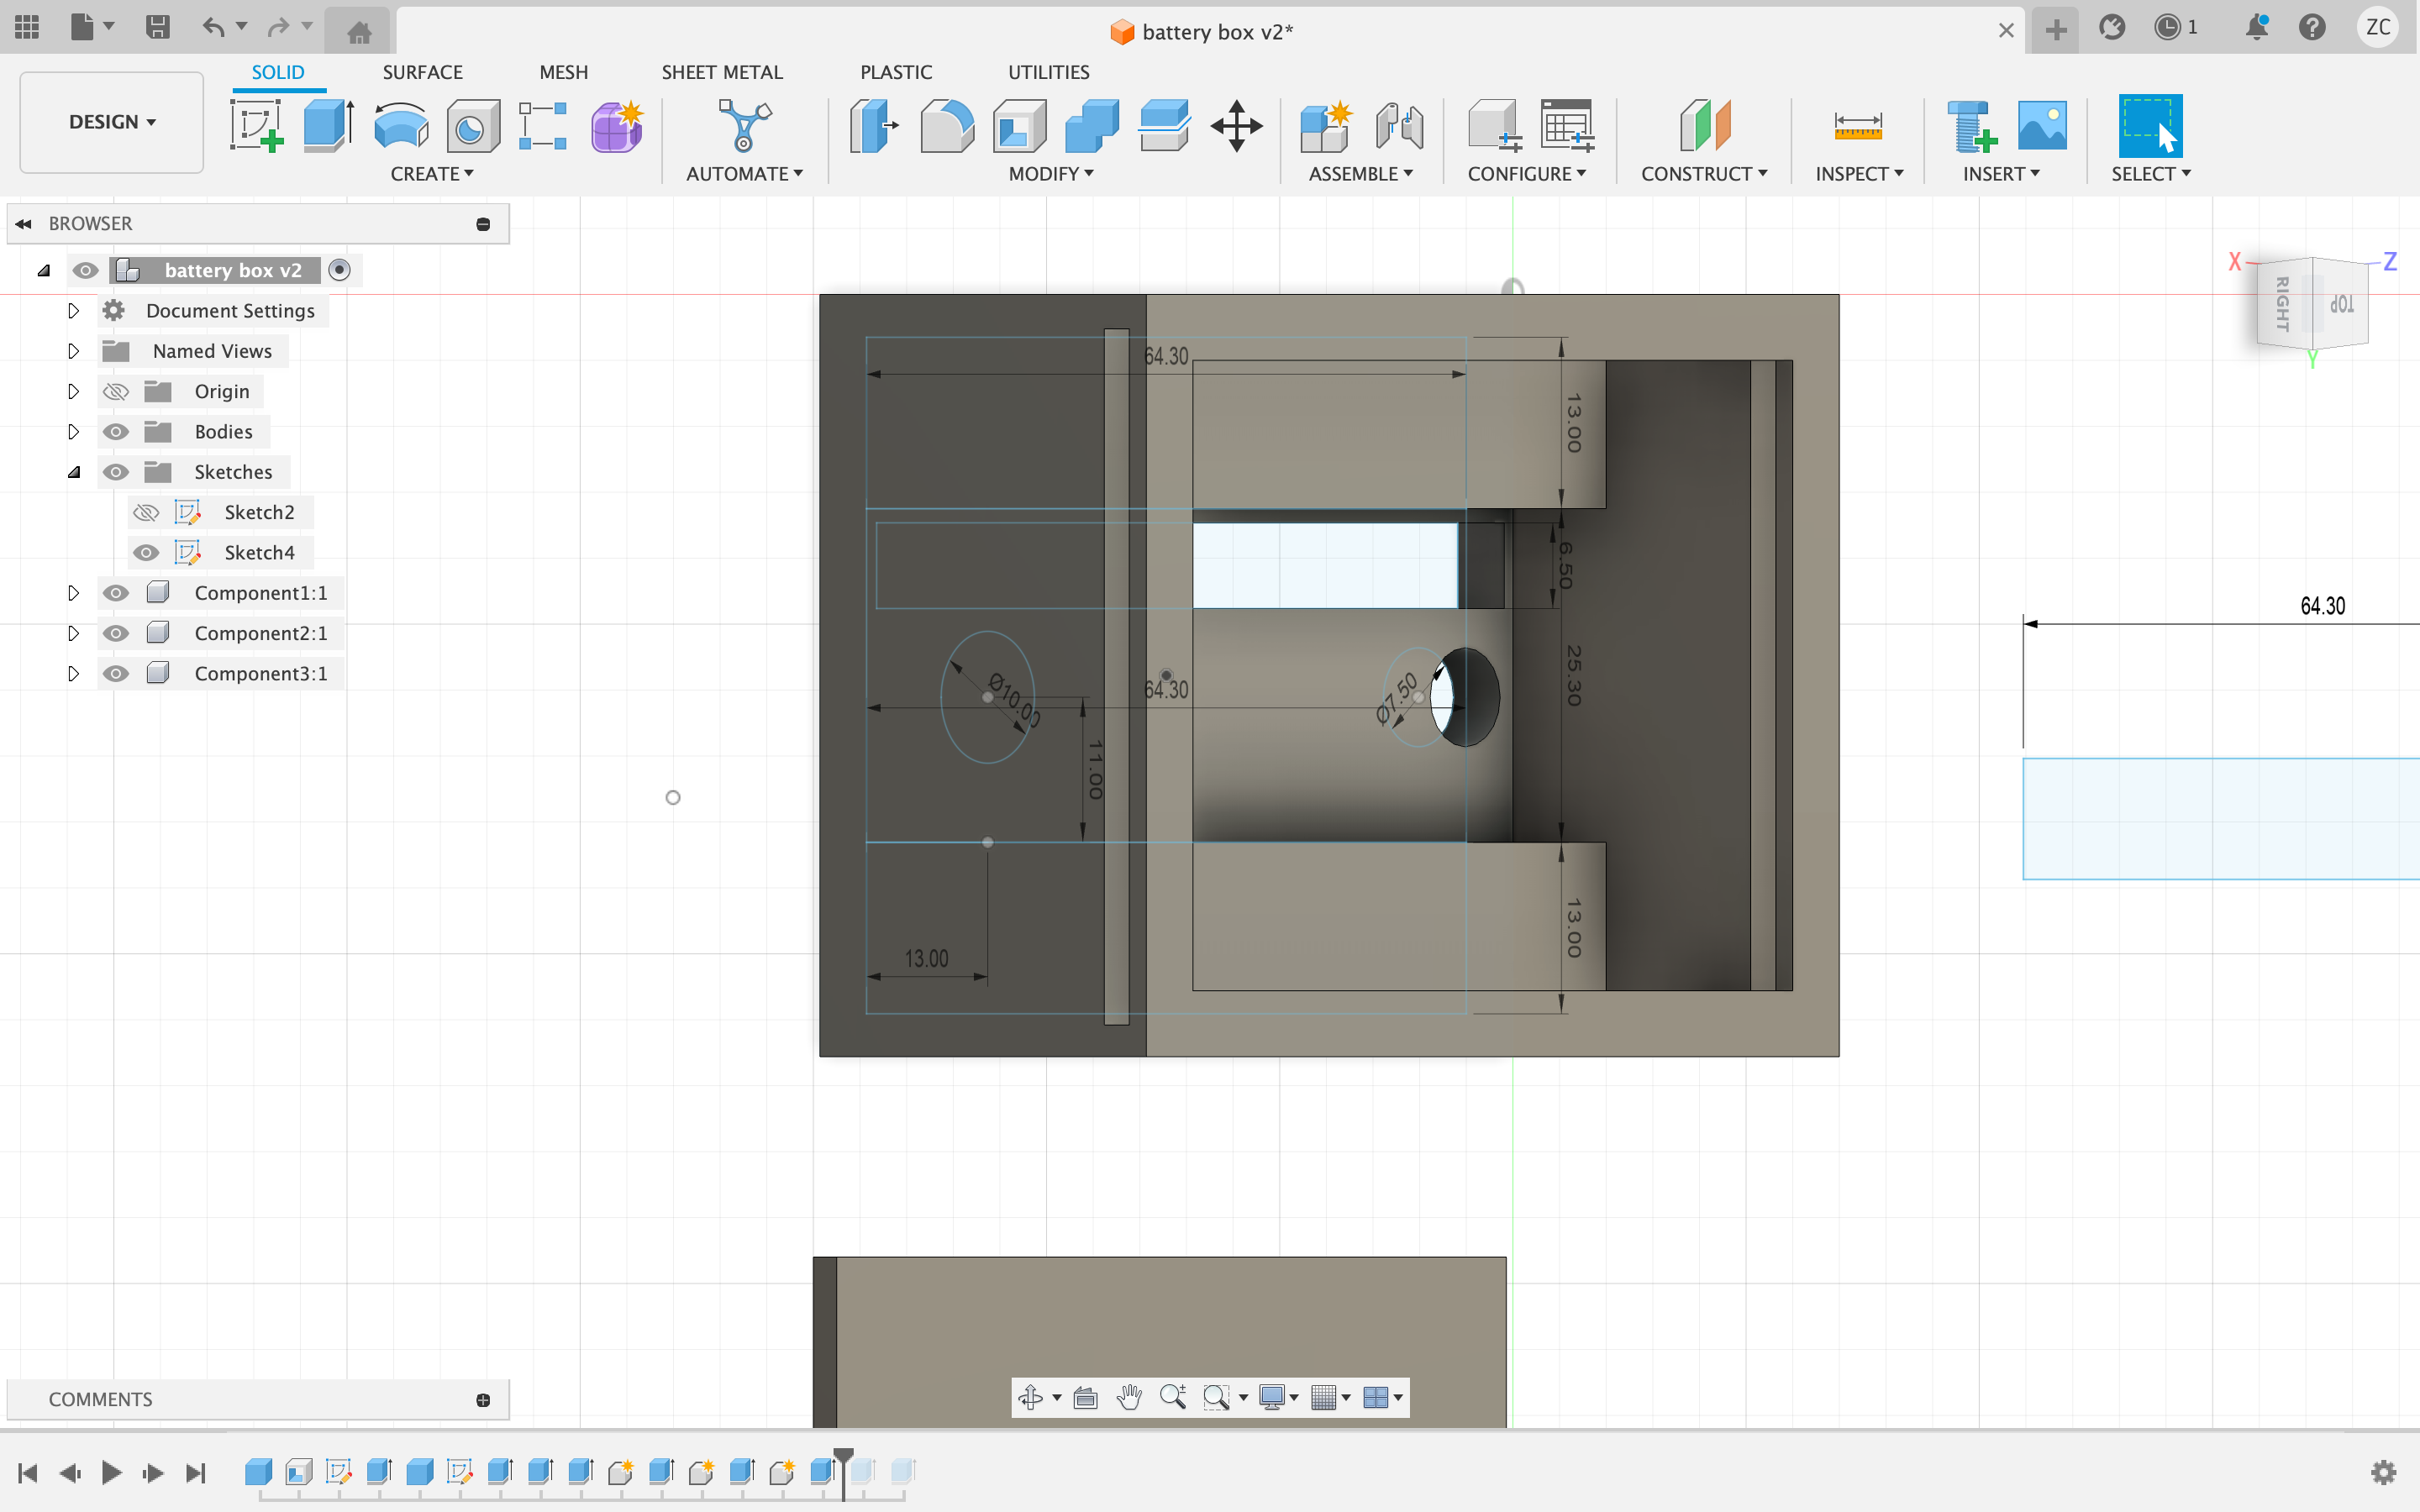 battery box v2*
1
ZC
DESIGN
SOLID
SURFACE
MESH
SHEET METAL
PLASTIC
UTILITIES
CREATE
AUTOMATE
MODIFY
ASSEMBLE
CONFIGURE
CONSTRUCT
INSPECT
INSERT
SELECT
BROWSER
battery box v2
Document Settings
Named Views
Origin
Bodies
Sketches
Sketch2
Sketch4
Component1:1
Component2:1
Component3:1
X
Z
RIGHT
TOP
Y
64.30
13.00
6.50
64.30
25.30
Ø10.00
64.30
Ø7.50
11.00
13.00
13.00
COMMENTS